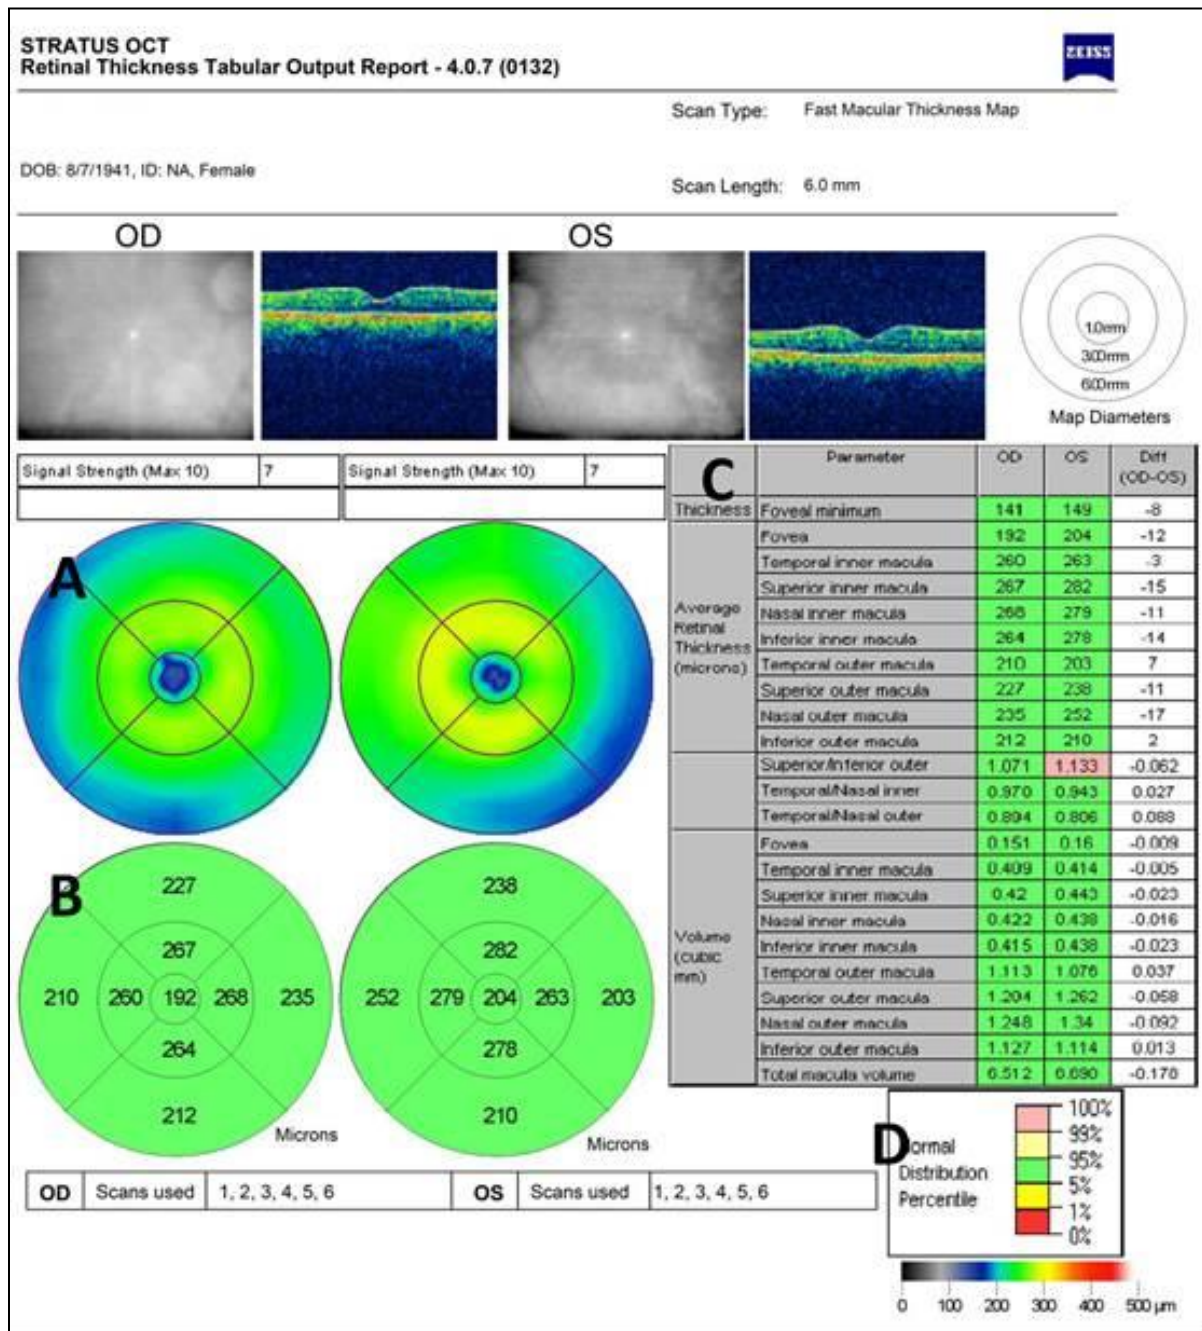 STRATUS OCT
Retinal Thickness Tabular Output Report - 4.0.7 (0132)
ZEISS
Scan Type: Fast Macular Thickness Map
DOB: 8/7/1941, ID: NA, Female
Scan Length: 6.0 mm
OD OS
1.0mm
3.00mm
6.00mm
Map Diameters
Signal Strength (Max 10) 7 Signal Strength (Max 10) 7
A
B
227
267
210 260 192 268 235
264
212
Microns
238
282
252 279 204 263 203
278
210
Microns
C
Parameter OD OS Diff (OD-OS)
Thickness Foveal minimum 141 149 -8
Average Retinal Thickness (microns)
Fovea 192 204 -12
Temporal inner macula 260 263 -3
Superior inner macula 267 282 -15
Nasal inner macula 268 279 -11
Inferior inner macula 264 278 -14
Temporal outer macula 210 203 7
Superior outer macula 227 238 -11
Nasal outer macula 235 252 -17
Inferior outer macula 212 210 2
Superior/Inferior outer 1.071 1.133 -0.062
Temporal/Nasal inner 0.970 0.943 0.027
Temporal/Nasal outer 0.894 0.806 0.088
Volume (cubic mm)
Fovea 0.151 0.16 -0.009
Temporal inner macula 0.409 0.414 -0.005
Superior inner macula 0.42 0.443 -0.023
Nasal inner macula 0.422 0.438 -0.016
Inferior inner macula 0.415 0.438 -0.023
Temporal outer macula 1.113 1.076 0.037
Superior outer macula 1.204 1.262 -0.058
Nasal outer macula 1.248 1.34 -0.092
Inferior outer macula 1.127 1.114 0.013
Total macula volume 6.512 6.690 -0.178
D
Distribution
Percentile
100%
99%
95%
5%
1%
0%
OD Scans used 1, 2, 3, 4, 5, 6 OS Scans used 1, 2, 3, 4, 5, 6
0 100 200 300 400 500 µm